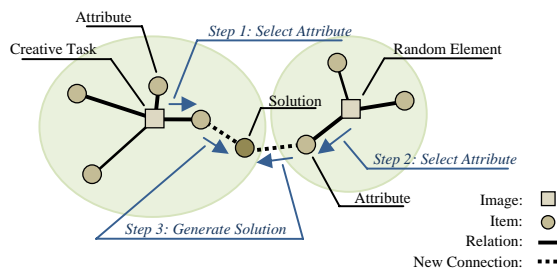 Attribute
Step 1: Select Attribute
Creative Task
Random Element
Solution
Step 2: Select Attribute
Attribute
Step 3: Generate Solution
Image:
Item:
Relation:
New Connection: